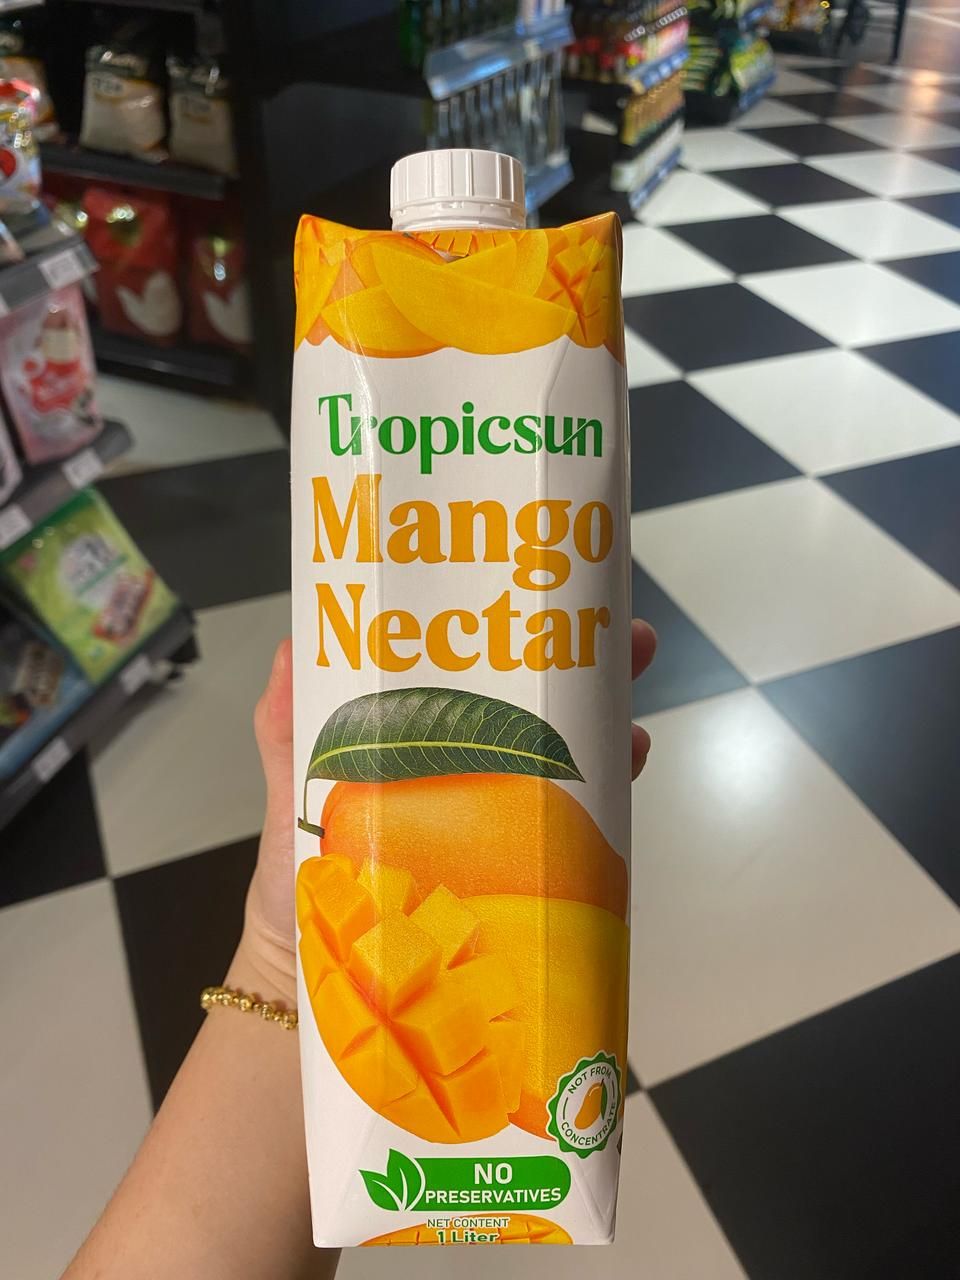 Tropicsun
Mango
Nectar
NOT FROM
CONCENTRATE
NO
PRESERVATIVES
NET CONTENT
1 Liter